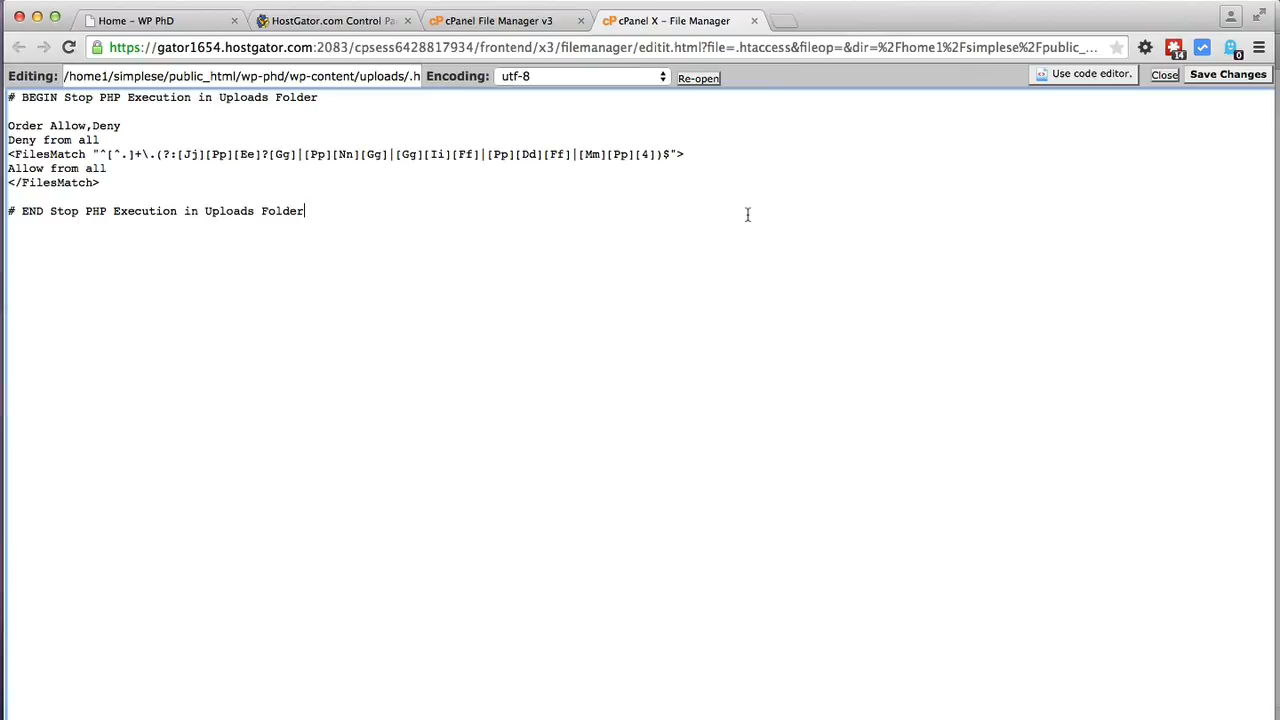 Home – WP PhD
HostGator.com Control Pa
cPanel File Manager v3
cPanel X – File Manager
https://gator1654.hostgator.com:2083/cpsess6428817934/frontend/x3/filemanager/editit.html?file=.htaccess&fileop=&dir=%2Fhome1%2Fsimplese%2Fpublic_...
14
0
Editing: /home1/simplese/public_html/wp-phd/wp-content/uploads/.h Encoding: utf-8 Re-open Use code editor. Close Save Changes
# BEGIN Stop PHP Execution in Uploads Folder
Order Allow,Deny
Deny from all
<FilesMatch "^[^.]+\.(?:[Jj][Pp][Ee]?[Gg]|[Pp][Nn][Gg]|[Gg][Ii][Ff]|[Pp][Dd][Ff]|[Mm][Pp][4])$">
Allow from all
</FilesMatch>
# END Stop PHP Execution in Uploads Folder